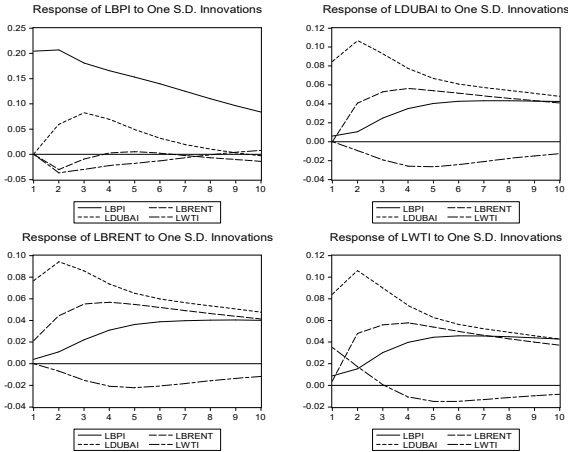 Response of LBPI to One S.D. Innovations
0.25
0.20
0.15
0.10
0.05
0.00
-0.05
1 2 3 4 5 6 7 8 9 10
LBPI LBRENT
LDUBAI LWTI
Response of LDUBAI to One S.D. Innovations
0.12
0.10
0.08
0.06
0.04
0.02
0.00
-0.02
-0.04
1 2 3 4 5 6 7 8 9 10
LBPI LBRENT
LDUBAI LWTI
Response of LBRENT to One S.D. Innovations
0.10
0.08
0.06
0.04
0.02
0.00
-0.02
-0.04
1 2 3 4 5 6 7 8 9 10
LBPI LBRENT
LDUBAI LWTI
Response of LWTI to One S.D. Innovations
0.12
0.10
0.08
0.06
0.04
0.02
0.00
-0.02
1 2 3 4 5 6 7 8 9 10
LBPI LBRENT
LDUBAI LWTI